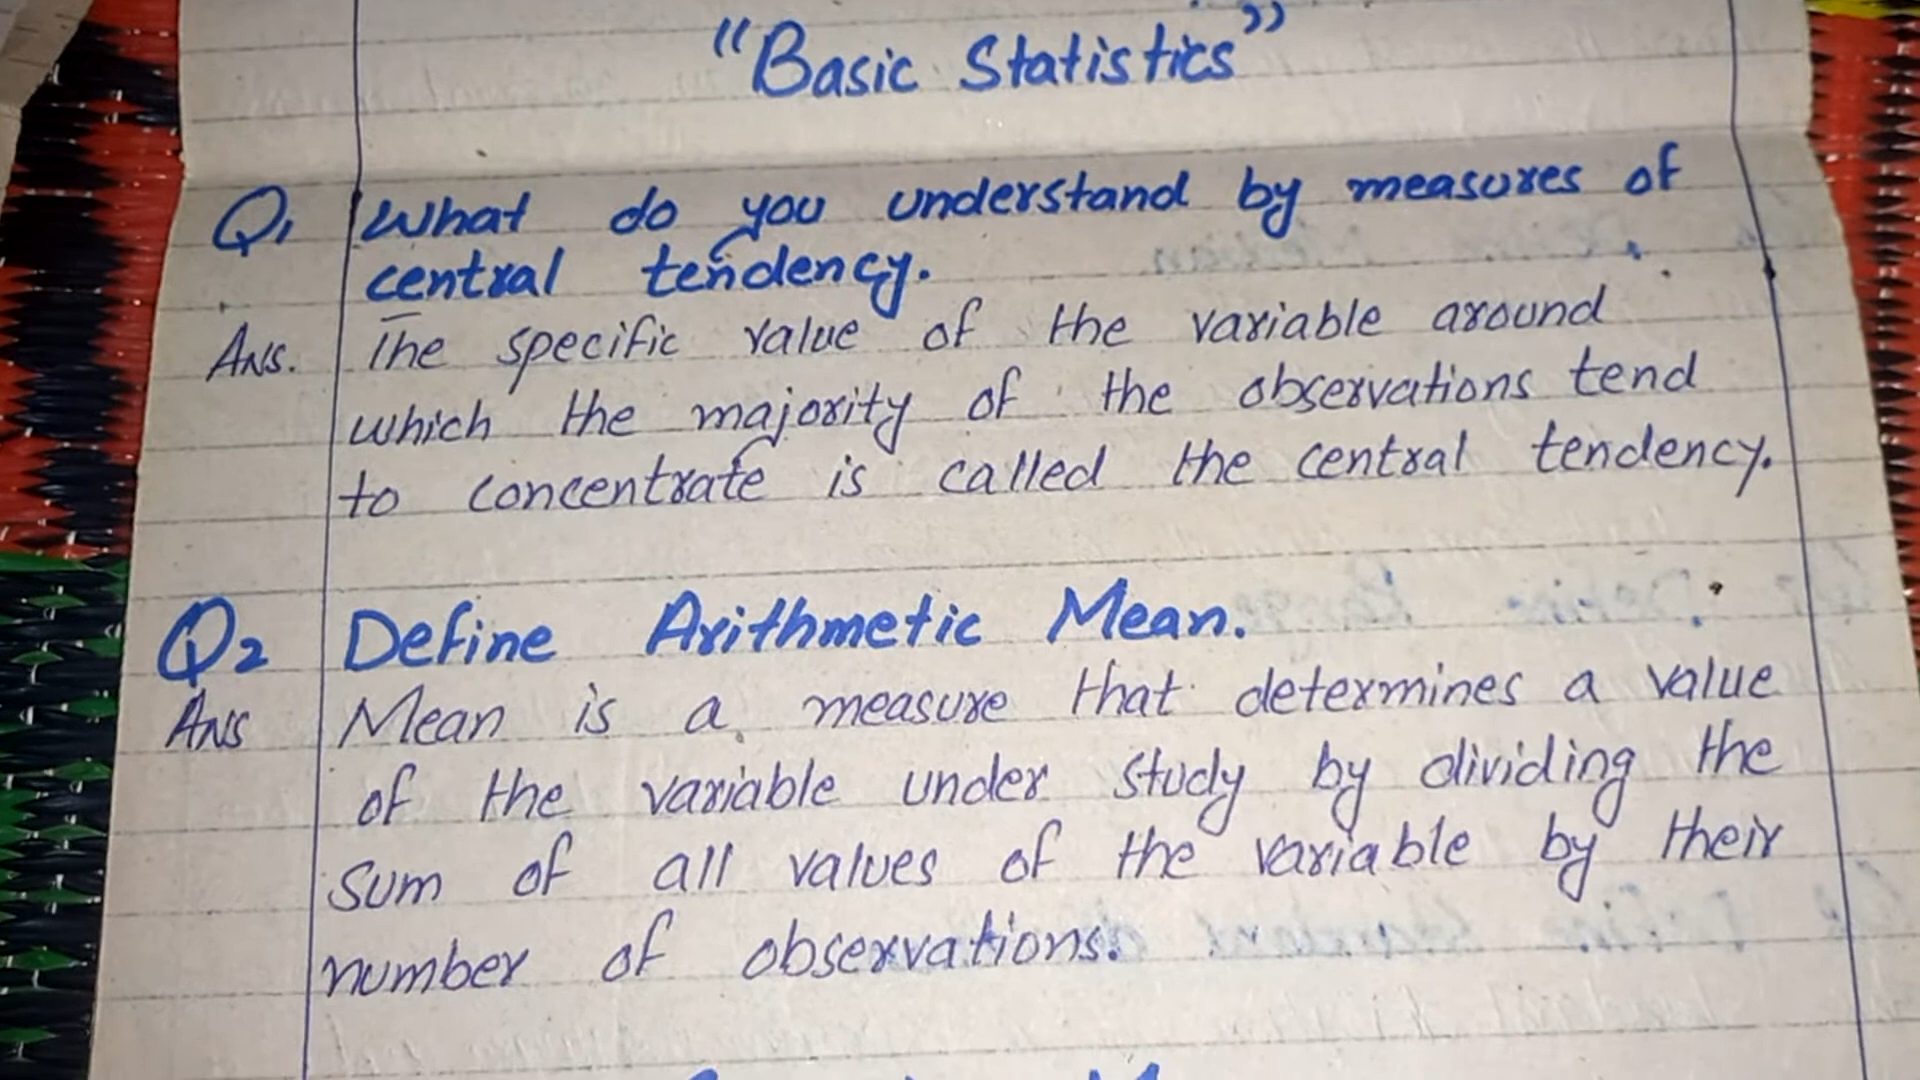 “Basic Statistics”
Q1 What do you understand by measures of
central tendency.
Ans. The specific value of the variable around
which the majority of the observations tend
to concentrate is called the central tendency.
Q2 Define Arithmetic Mean.
Ans Mean is a measure that determines a value
of the variable under study by dividing the
sum of all values of the variable by their
number of observations.